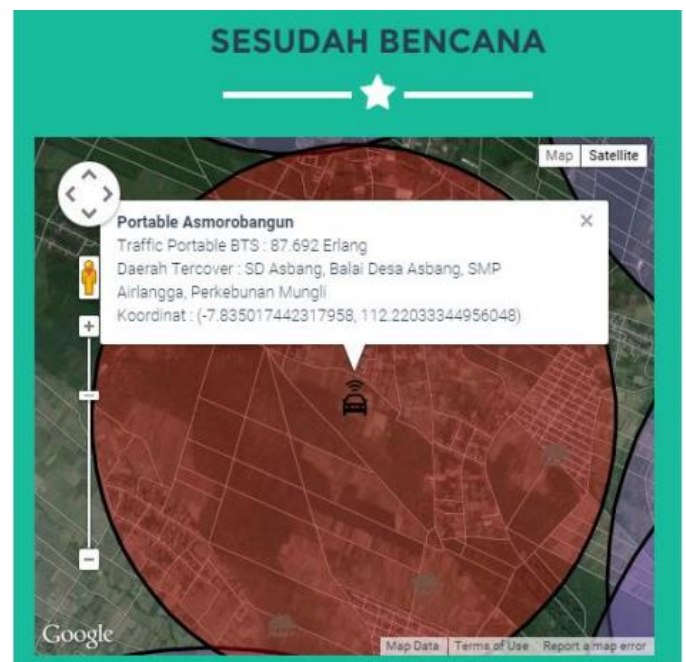 SESUDAH BENCANA
Map Satellite
Portable Asmorobangun
Traffic Portable BTS : 87.692 Erlang
Daerah Tercover : SD Asbang, Balai Desa Asbang, SMP
Airlangga, Perkebunan Mungli
Koordinat : (-7.835017442317958, 112.22033344956048)
Google
Map Data Terms of Use Report a map error